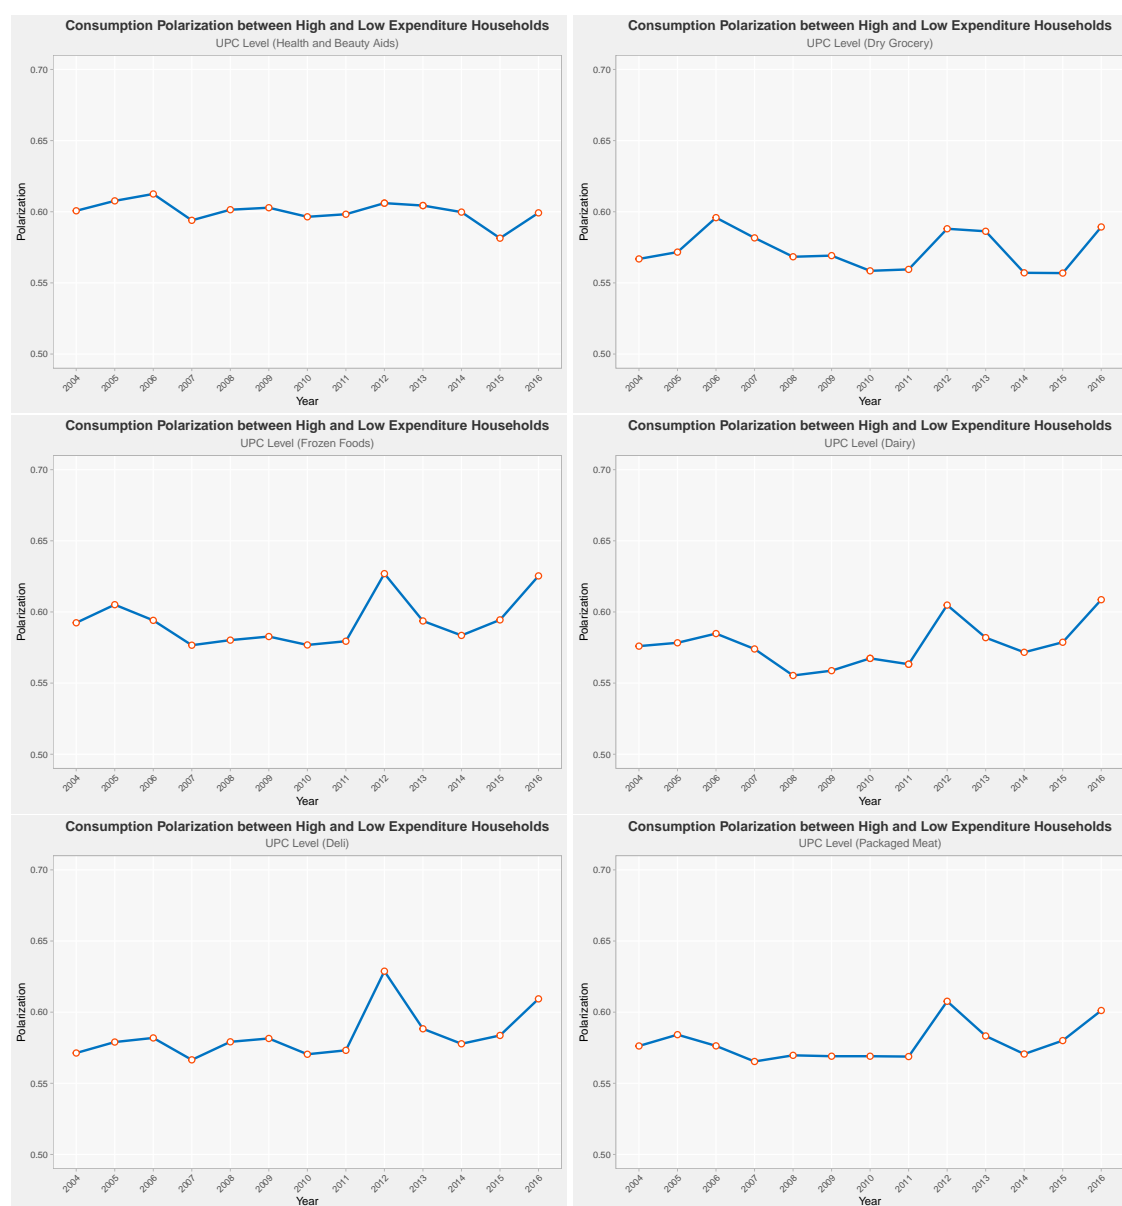 Consumption Polarization between High and Low Expenditure Households
UPC Level (Health and Beauty Aids)
0.70
0.65
0.60
0.55
0.50
Polarization
2004 2005 2006 2007 2008 2009 2010 2011 2012 2013 2014 2015 2016
Year
Consumption Polarization between High and Low Expenditure Households
UPC Level (Dry Grocery)
0.70
0.65
0.60
0.55
0.50
Polarization
2004 2005 2006 2007 2008 2009 2010 2011 2012 2013 2014 2015 2016
Year
Consumption Polarization between High and Low Expenditure Households
UPC Level (Frozen Foods)
0.70
0.65
0.60
0.55
0.50
Polarization
2004 2005 2006 2007 2008 2009 2010 2011 2012 2013 2014 2015 2016
Year
Consumption Polarization between High and Low Expenditure Households
UPC Level (Dairy)
0.70
0.65
0.60
0.55
0.50
Polarization
2004 2005 2006 2007 2008 2009 2010 2011 2012 2013 2014 2015 2016
Year
Consumption Polarization between High and Low Expenditure Households
UPC Level (Deli)
0.70
0.65
0.60
0.55
0.50
Polarization
2004 2005 2006 2007 2008 2009 2010 2011 2012 2013 2014 2015 2016
Year
Consumption Polarization between High and Low Expenditure Households
UPC Level (Packaged Meat)
0.70
0.65
0.60
0.55
0.50
Polarization
2004 2005 2006 2007 2008 2009 2010 2011 2012 2013 2014 2015 2016
Year